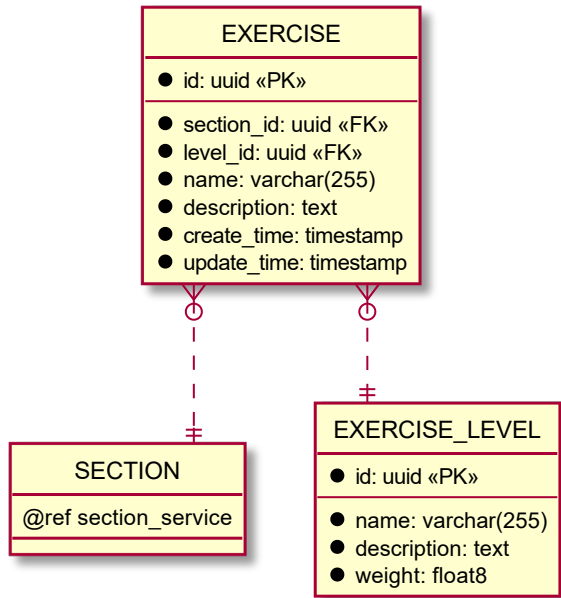 EXERCISE
id: uuid «PK»
section_id: uuid «FK»
level_id: uuid «FK»
name: varchar(255)
description: text
create_time: timestamp
update_time: timestamp
SECTION
@ref section_service
EXERCISE_LEVEL
id: uuid «PK»
name: varchar(255)
description: text
weight: float8